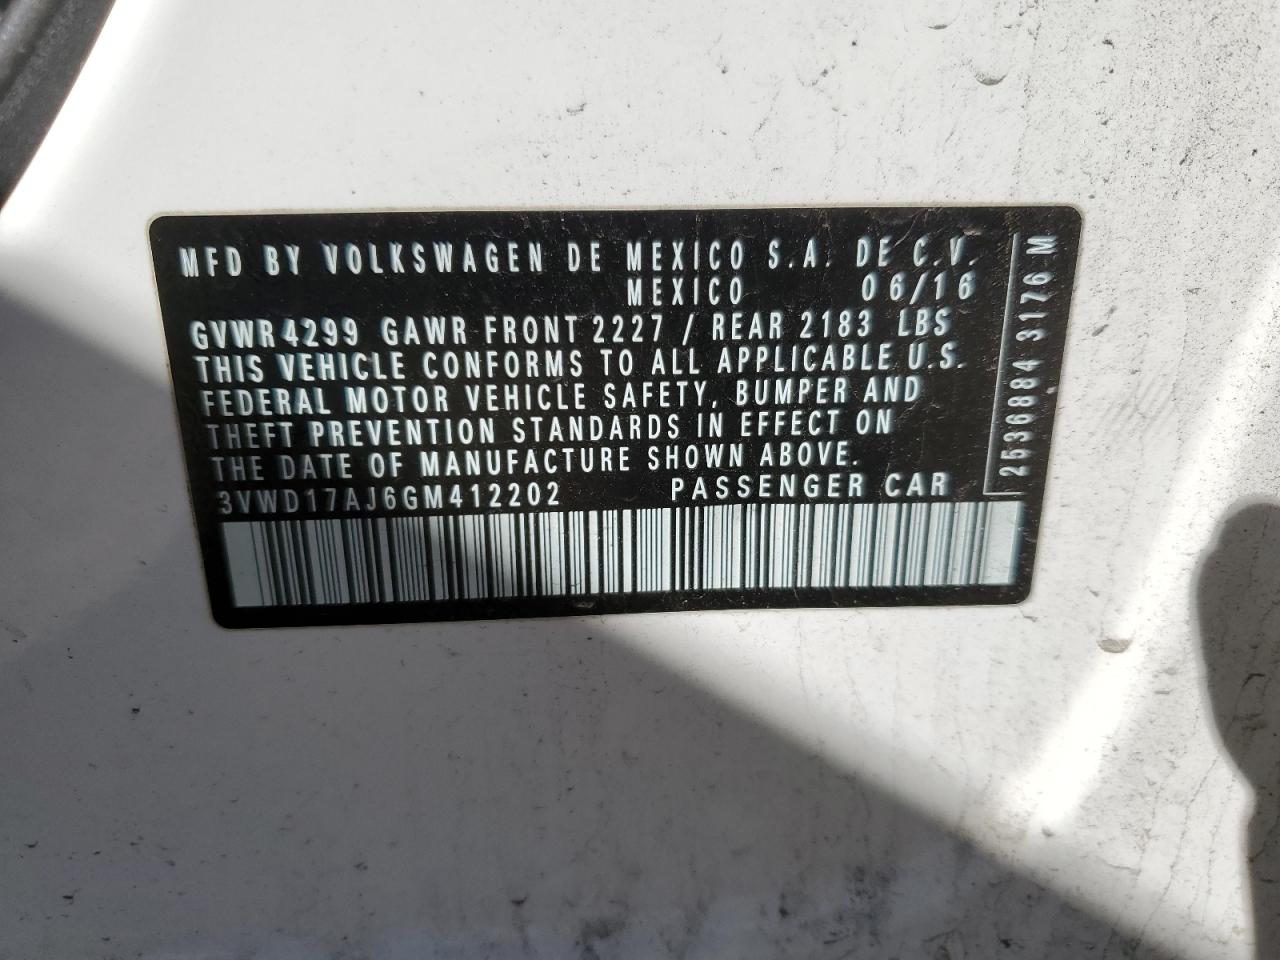 MFD BY VOLKSWAGEN DE MEXICO S.A. DE C.V.
MEXICO 06/16
GVWR 4299 GAWR FRONT 2227 / REAR 2183 LBS
THIS VEHICLE CONFORMS TO ALL APPLICABLE U.S.
FEDERAL MOTOR VEHICLE SAFETY, BUMPER AND
THEFT PREVENTION STANDARDS IN EFFECT ON
THE DATE OF MANUFACTURE SHOWN ABOVE.
3VWD17AJ6GM412202 PASSENGER CAR
2536884 3176 M